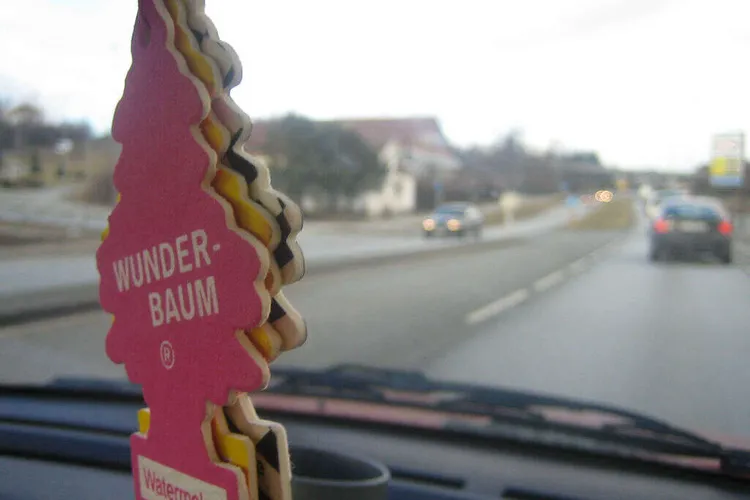 WUNDER-
BAUM
®
Watermel